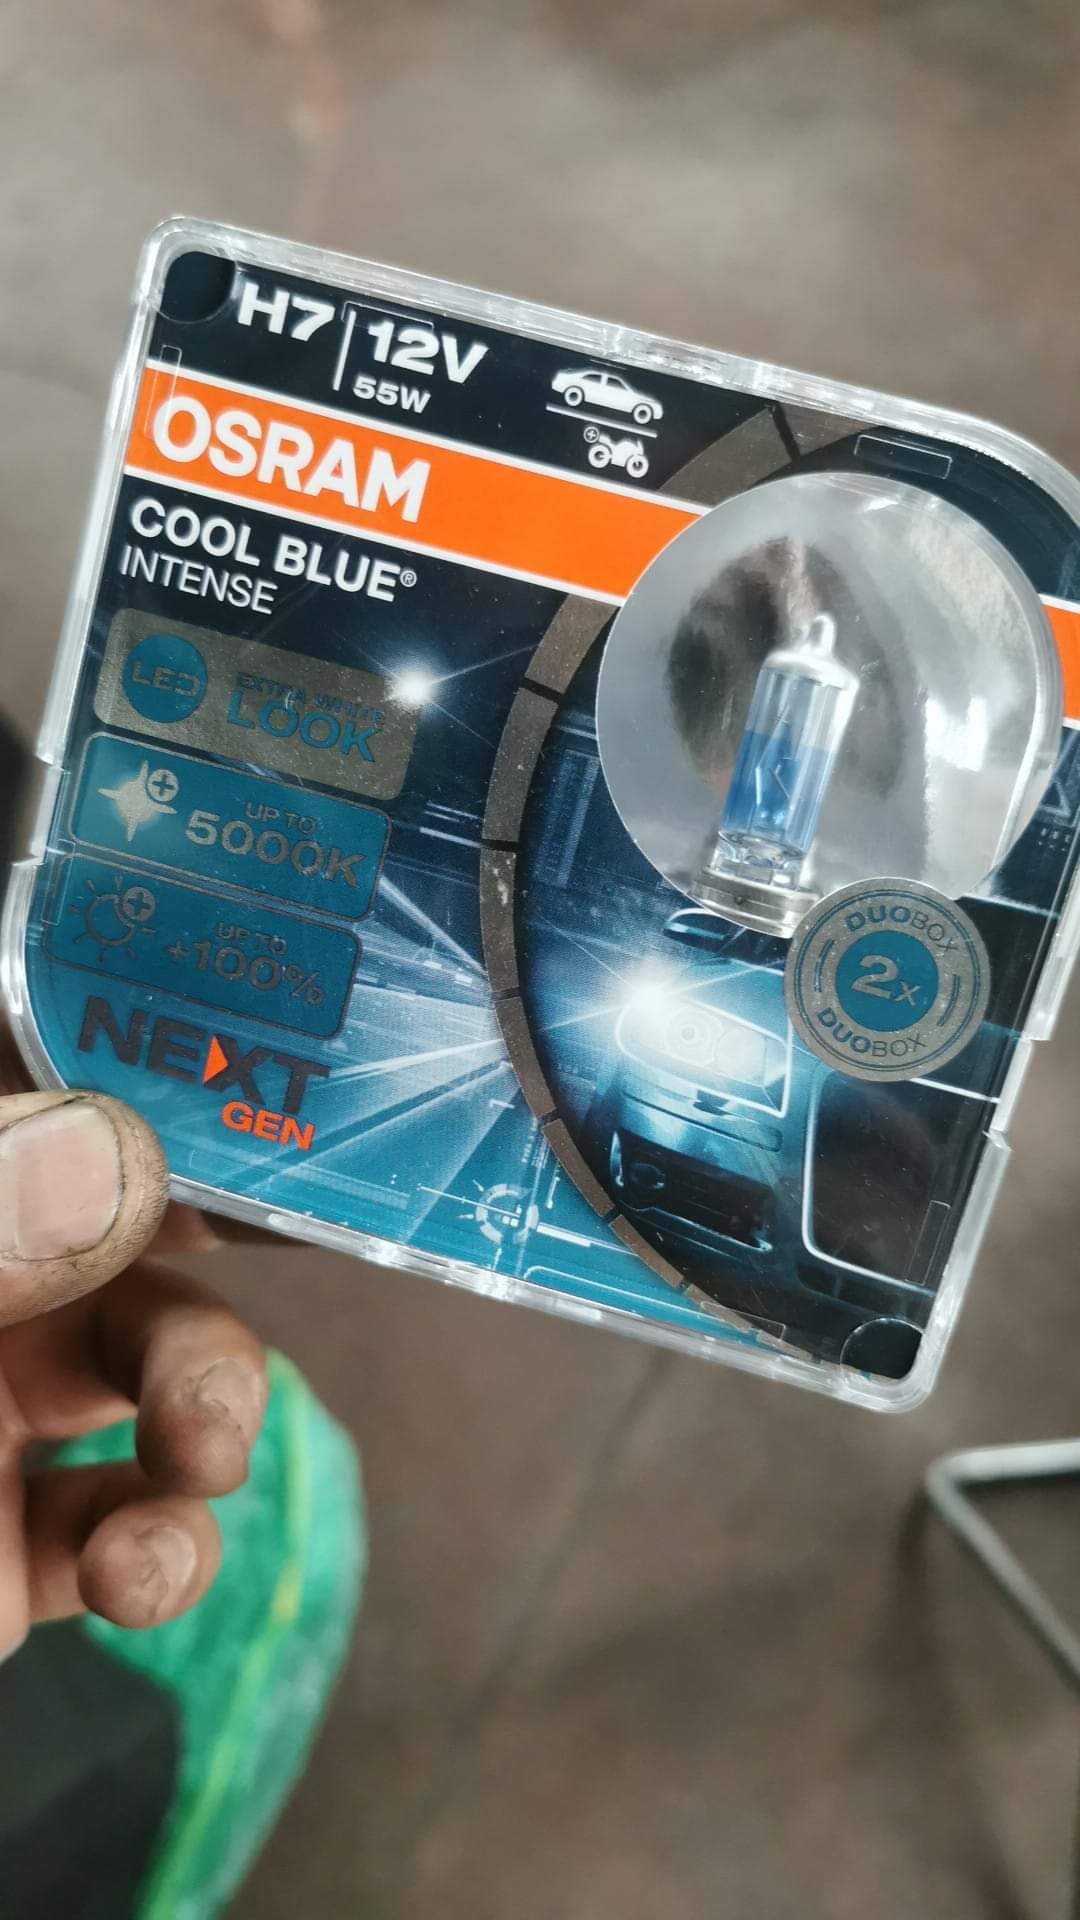 H7 | 12V
55W
OSRAM
COOL BLUE®
INTENSE
LED
EXTRA WHITE
LOOK
UP TO
5000K
UP TO
+100%
NEXT
GEN
DUOBOX
2x
DUOBOX